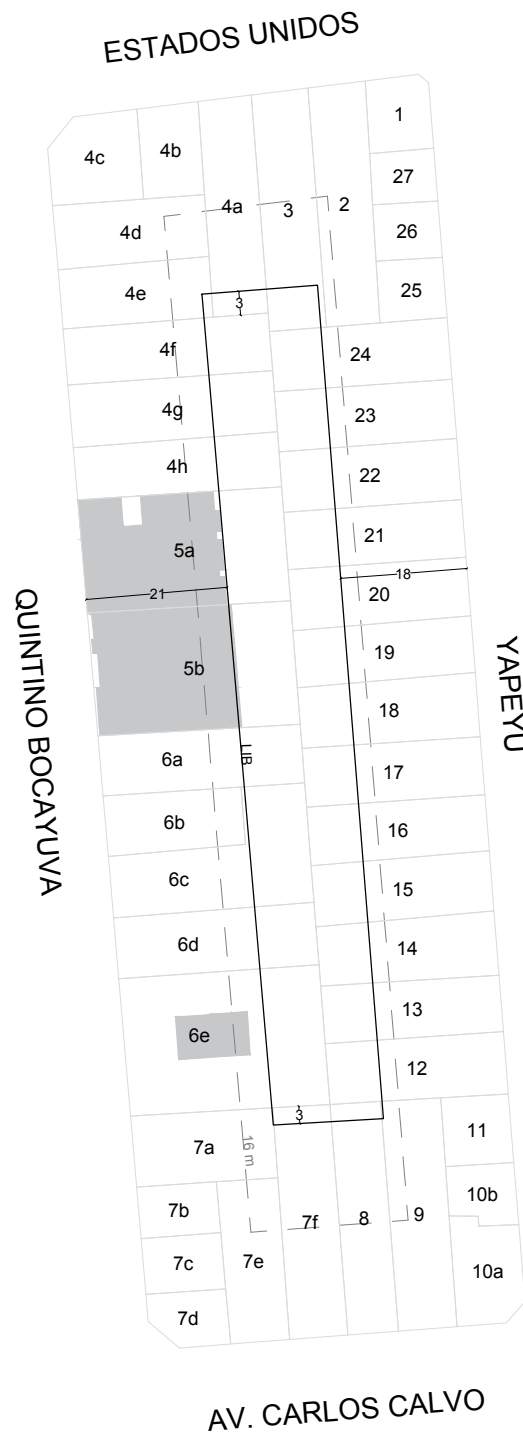 ESTADOS UNIDOS
1
4b
4c
27
4a
3
2
4d
26
4e
25
3
4f
24
4g
23
4h
22
21
5a
21
18
20
QUINTINO BOCAYUVA
YAPEYU
19
5b
18
6a
LIB
17
6b
16
6c
15
6d
14
13
6e
12
3
7a
16 m
11
7b
10b
7f
8
9
7c
7e
10a
7d
AV. CARLOS CALVO